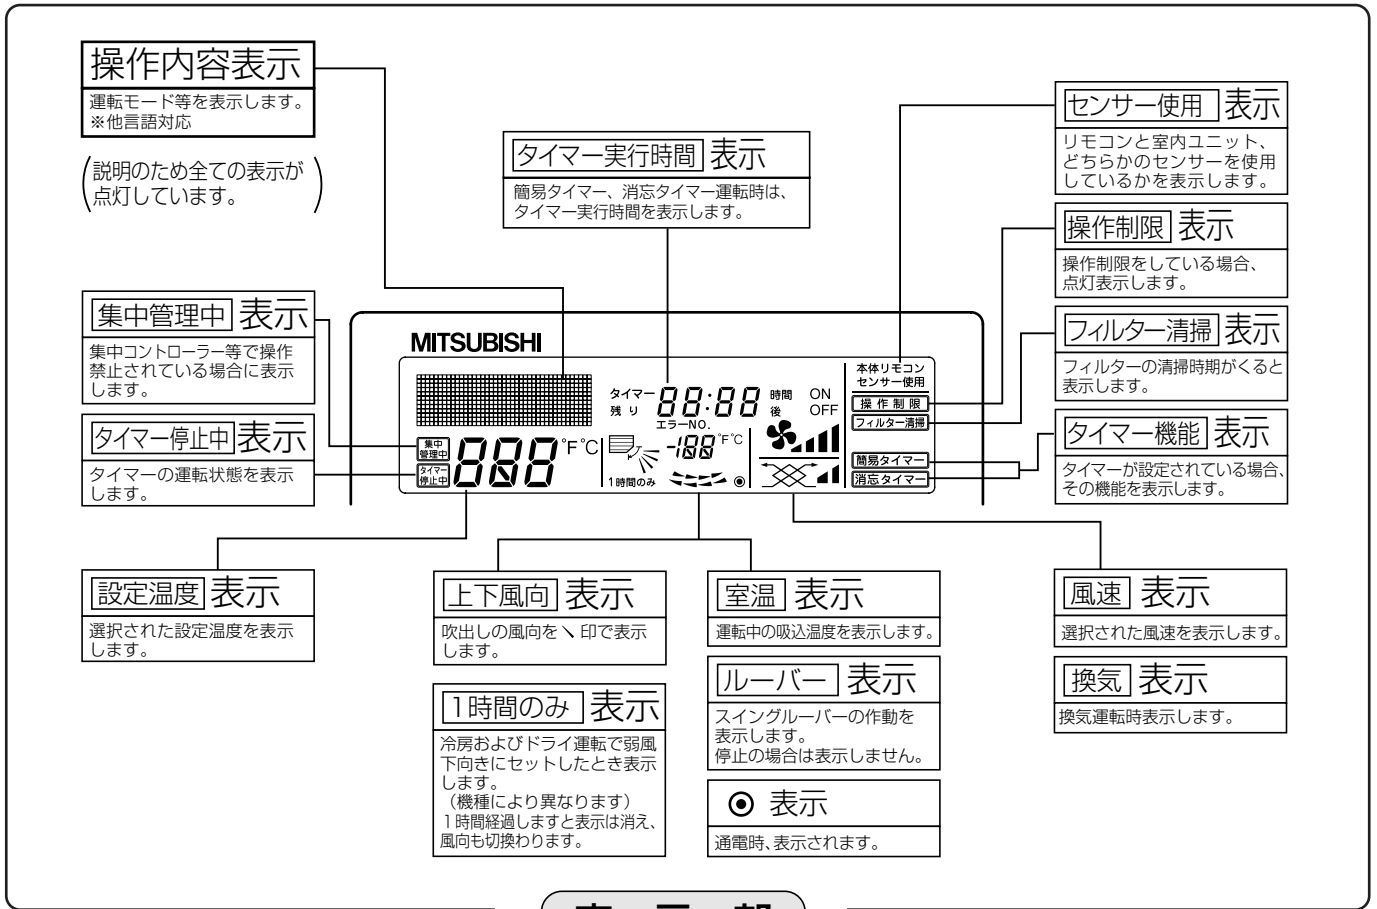 操作内容表示
運転モード等を表示します。
※他言語対応
(説明のため全ての表示が
点灯しています。)
集中管理中 表示
集中コントローラー等で操作
禁止されている場合に表示
します。
タイマー停止中 表示
タイマーの運転状態を表示
します。
設定温度 表示
選択された設定温度を表示
します。
タイマー実行時間 表示
簡易タイマー、消忘タイマー運転時は、
タイマー実行時間を表示します。
MITSUBISHI
タイマー 88:88 時間 ON
残り 後 OFF
エラーNO.
集中
管理中
タイマー
停止中
888 °F °C
-188 °F °C
1時間のみ
本体リモコン
センサー使用
操作制限
フィルター清掃
簡易タイマー
消忘タイマー
上下風向 表示
吹出しの風向を＼印で表示
します。
1時間のみ 表示
冷房およびドライ運転で弱風
下向きにセットしたとき表示
します。
（機種により異なります）
1時間経過しますと表示は消え、
風向も切換わります。
室温 表示
運転中の吸込温度を表示します。
ルーバー 表示
スイングルーバーの作動を
表示します。
停止の場合は表示しません。
◉ 表示
通電時、表示されます。
センサー使用 表示
リモコンと室内ユニット、
どちらかのセンサーを使用
しているかを表示します。
操作制限 表示
操作制限をしている場合、
点灯表示します。
フィルター清掃 表示
フィルターの清掃時期がくると
表示します。
タイマー機能 表示
タイマーが設定されている場合、
その機能を表示します。
風速 表示
選択された風速を表示します。
換気 表示
換気運転時表示します。
表示部